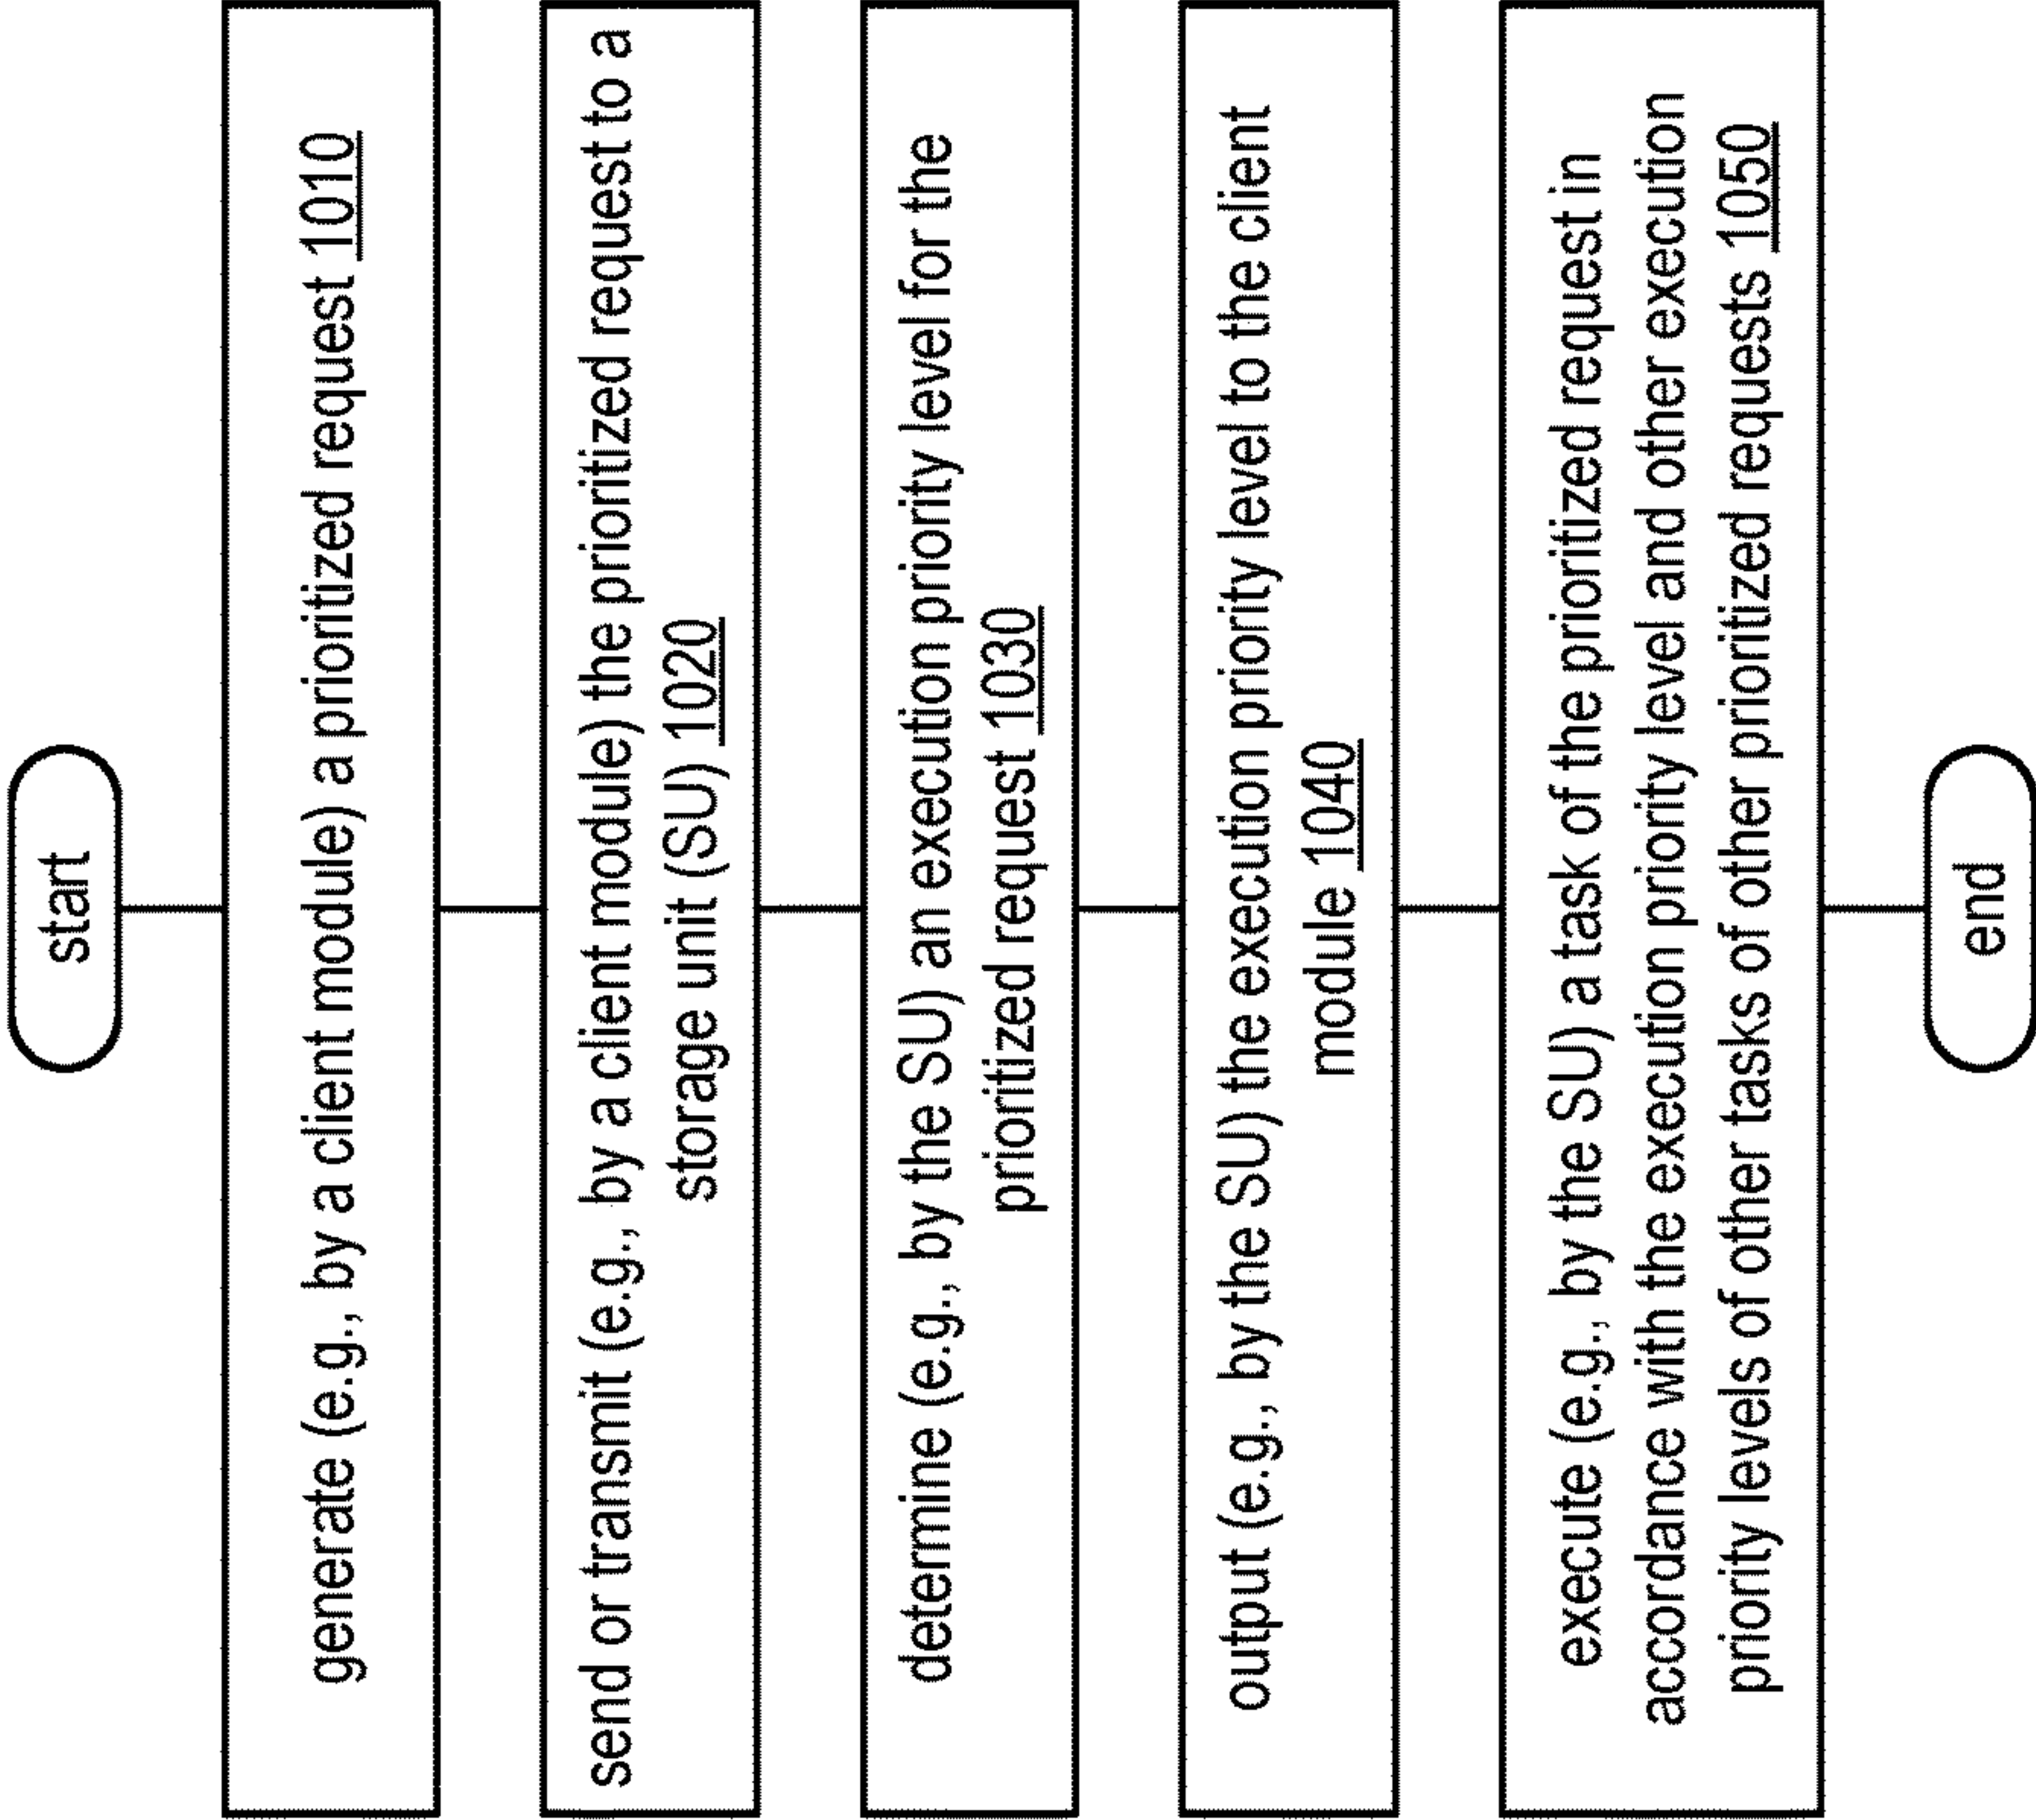 start
generate (e.g., by a client module) a prioritized request 1010
send or transmit (e.g., by a client module) the prioritized request to a
storage unit (SU) 1020
determine (e.g., by the SU) an execution priority level for the
prioritized request 1030
output (e.g., by the SU) the execution priority level to the client
module 1040
execute (e.g., by the SU) a task of the prioritized request in
accordance with the execution priority level and other execution
priority levels of other tasks of other prioritized requests 1050
end